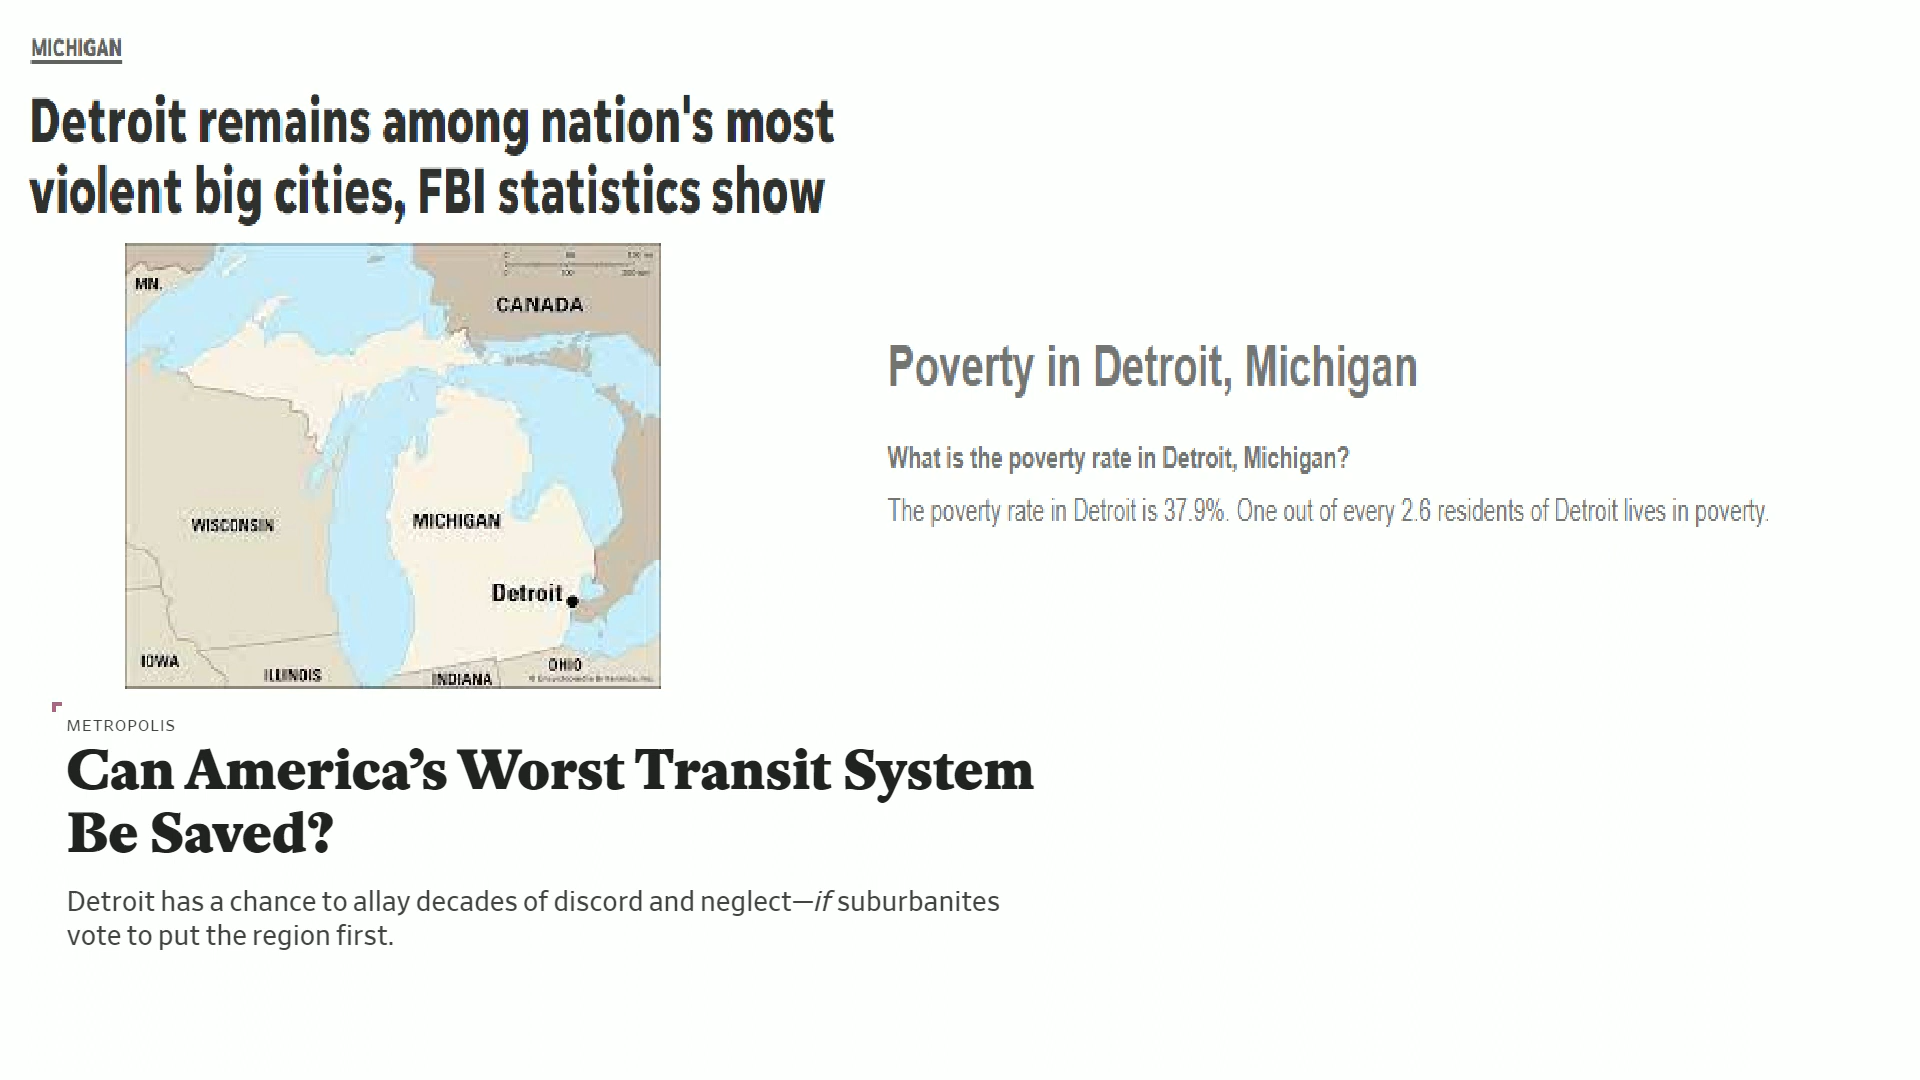 MICHIGAN
Detroit remains among nation's most
violent big cities, FBI statistics show
MN.
CANADA
WISCONSIN
MICHIGAN
Detroit
IOWA
ILLINOIS
INDIANA
OHIO
Poverty in Detroit, Michigan
What is the poverty rate in Detroit, Michigan?
The poverty rate in Detroit is 37.9%. One out of every 2.6 residents of Detroit lives in poverty.
METROPOLIS
Can America’s Worst Transit System
Be Saved?
Detroit has a chance to allay decades of discord and neglect—if suburbanites
vote to put the region first.